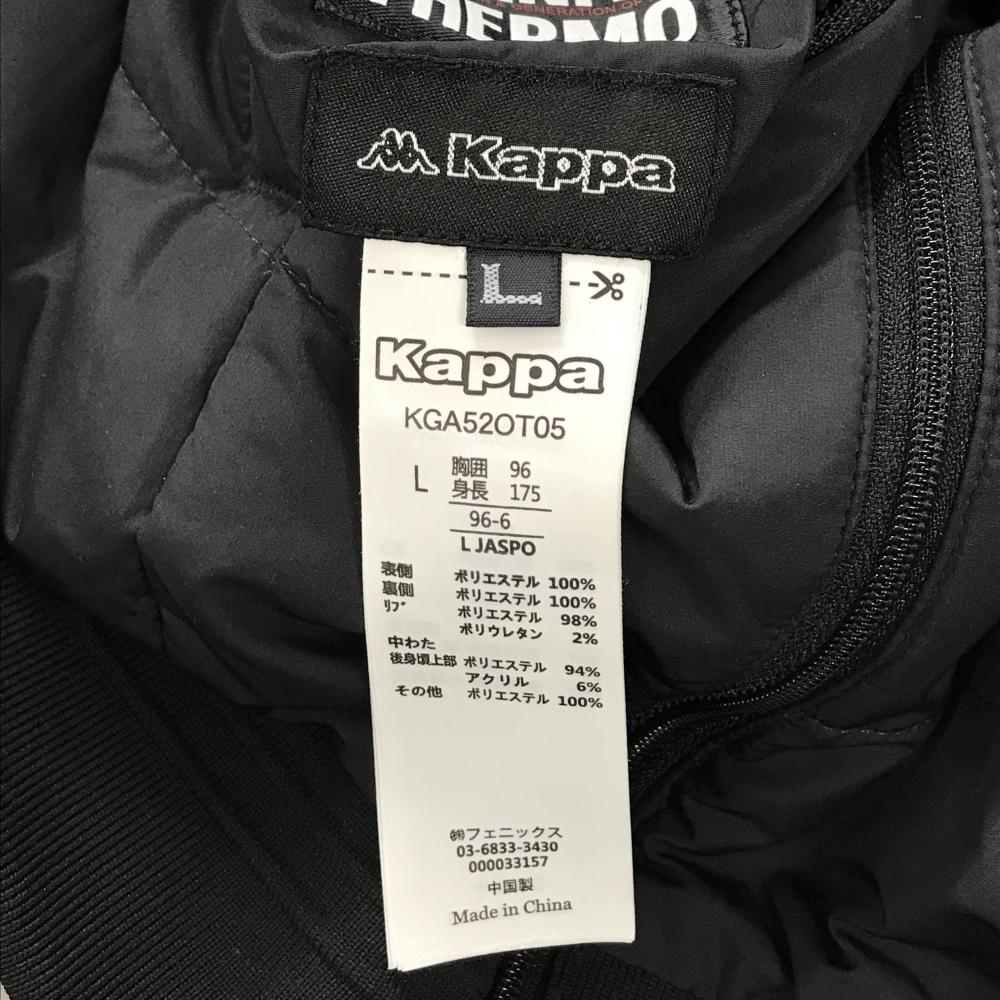 A GENERATION OF
THERMO
Kappa
L
Kappa
KGA52OT05
L 胸囲 96
身長 175
96-6
L JASPO
表側 ポリエステル 100%
裏側 ポリエステル 100%
ﾘﾌﾞ ポリエステル 98%
ポリウレタン 2%
中わた
後身頃上部 ポリエステル 94%
アクリル 6%
その他 ポリエステル 100%
㈱フェニックス
03-6833-3430
000033157
中国製
Made in China